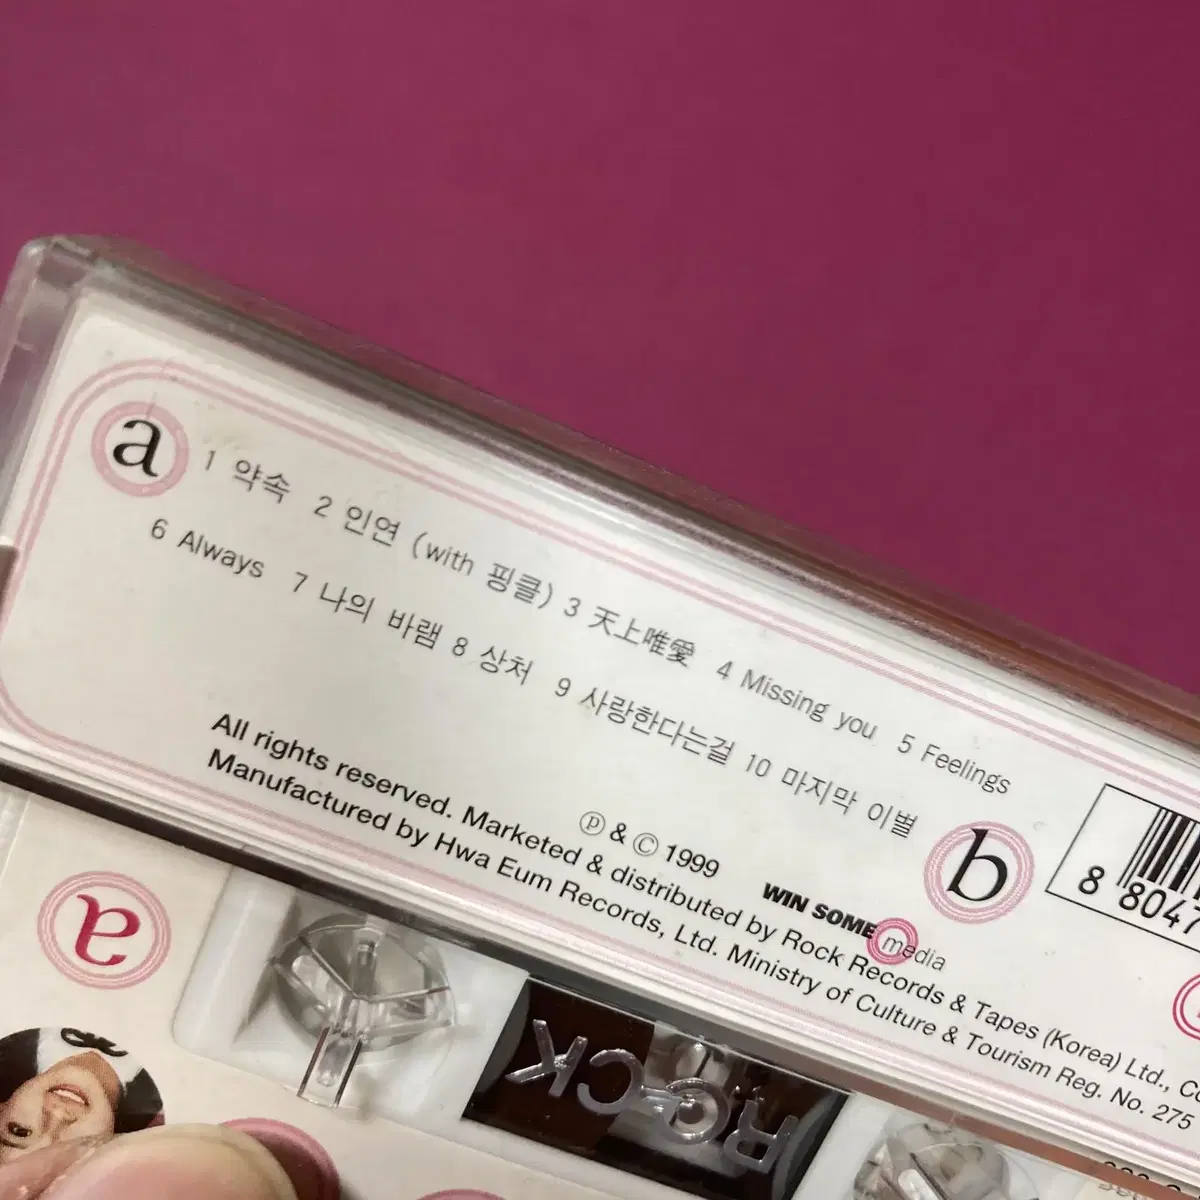 a 1 약속 2 인연 (with 핑클) 3 天上唯愛 4 Missing you 5 Feelings
6 Always 7 나의 바램 8 상처 9 사랑한다는걸 10 마지막 이별
b
8 8047
℗ & © 1999
WIN SOME media
All rights reserved. Marketed & distributed by Rock Records & Tapes (Korea) Ltd.,
Manufactured by Hwa Eum Records, Ltd. Ministry of Culture & Tourism Reg. No. 275
a
ROCK